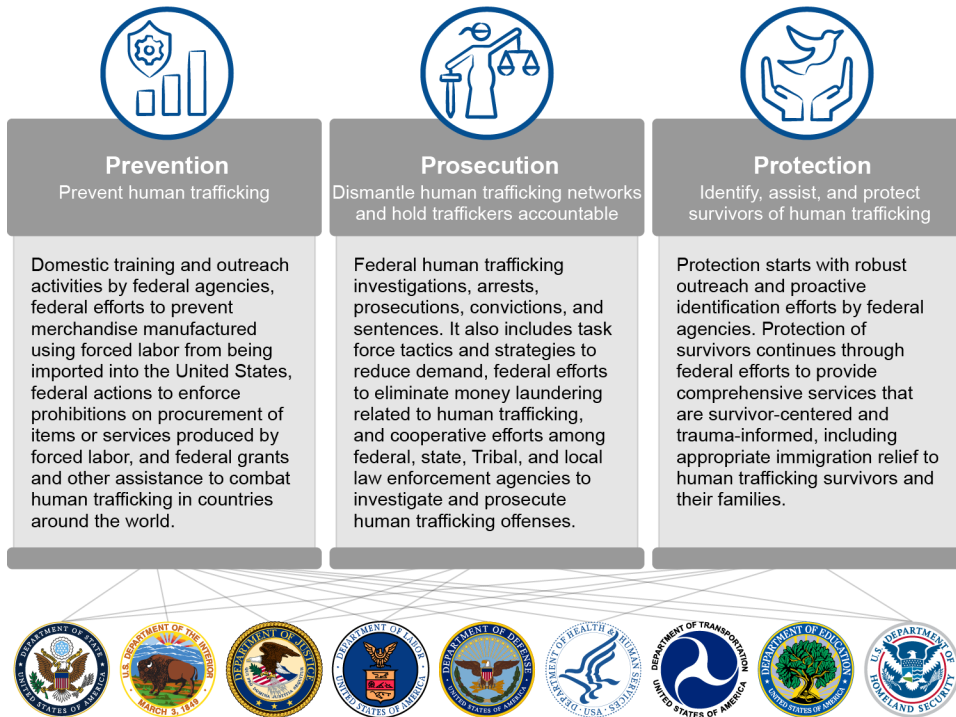 Prevention
Prevent human trafficking
Domestic training and outreach
activities by federal agencies,
federal efforts to prevent
merchandise manufactured
using forced labor from being
imported into the United States,
federal actions to enforce
prohibitions on procurement of
items or services produced by
forced labor, and federal grants
and other assistance to combat
human trafficking in countries
around the world.
Prosecution
Dismantle human trafficking networks
and hold traffickers accountable
Federal human trafficking
investigations, arrests,
prosecutions, convictions, and
sentences. It also includes task
force tactics and strategies to
reduce demand, federal efforts
to eliminate money laundering
related to human trafficking,
and cooperative efforts among
federal, state, Tribal, and local
law enforcement agencies to
investigate and prosecute
human trafficking offenses.
Protection
Identify, assist, and protect
survivors of human trafficking
Protection starts with robust
outreach and proactive
identification efforts by federal
agencies. Protection of
survivors continues through
federal efforts to provide
comprehensive services that
are survivor-centered and
trauma-informed, including
appropriate immigration relief to
human trafficking survivors and
their families.
DEPARTMENT OF STATE
UNITED STATES OF AMERICA
U.S. DEPARTMENT OF THE INTERIOR
MARCH 3, 1849
DEPARTMENT OF JUSTICE
DEPARTMENT OF LABOR
UNITED STATES OF AMERICA
DEPARTMENT OF DEFENSE
UNITED STATES OF AMERICA
DEPARTMENT OF HEALTH & HUMAN SERVICES
USA
DEPARTMENT OF TRANSPORTATION
UNITED STATES OF AMERICA
DEPARTMENT OF EDUCATION
UNITED STATES OF AMERICA
U.S. DEPARTMENT OF
HOMELAND SECURITY